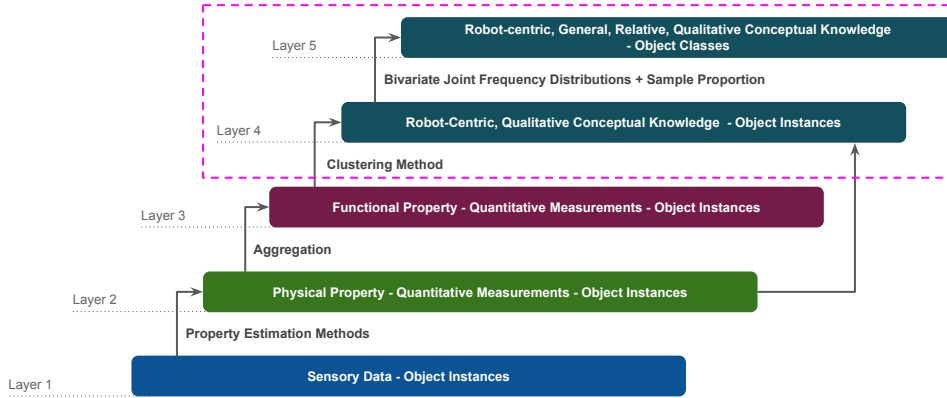 Robot-centric, General, Relative, Qualitative Conceptual Knowledge
- Object Classes
Layer 5
Bivariate Joint Frequency Distributions + Sample Proportion
Robot-Centric, Qualitative Conceptual Knowledge - Object Instances
Layer 4
Clustering Method
Functional Property - Quantitative Measurements - Object Instances
Layer 3
Aggregation
Physical Property - Quantitative Measurements - Object Instances
Layer 2
Property Estimation Methods
Sensory Data - Object Instances
Layer 1